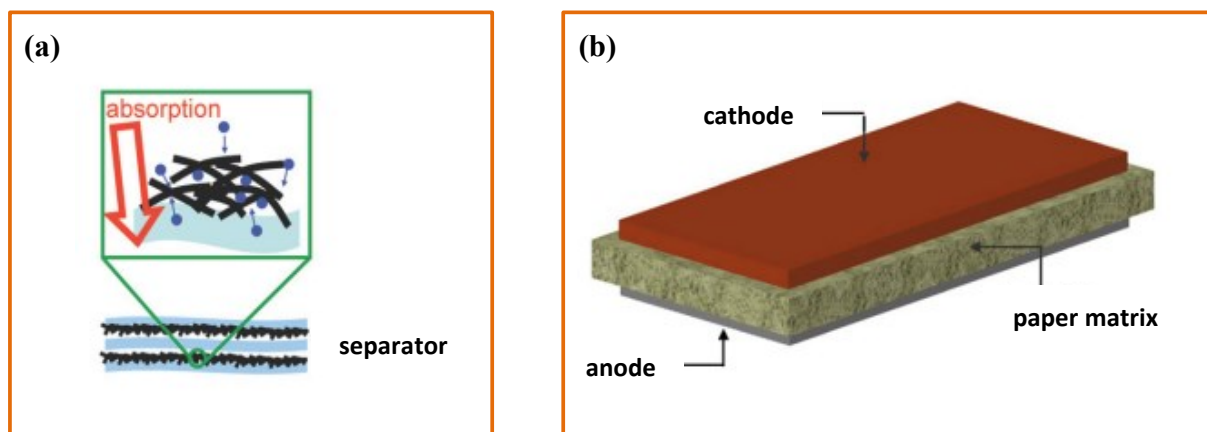 (a)
absorption
separator
(b)
cathode
paper matrix
anode